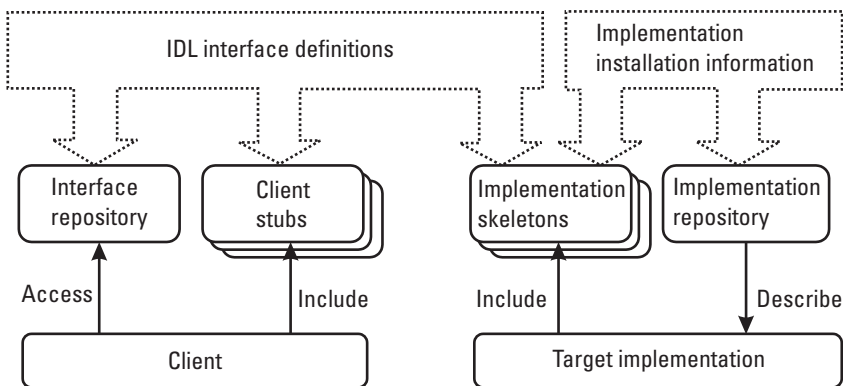 IDL interface definitions
Implementation
installation information
Interface
repository
Client
stubs
Implementation
skeletons
Implementation
repository
Access
Include
Include
Describe
Client
Target implementation